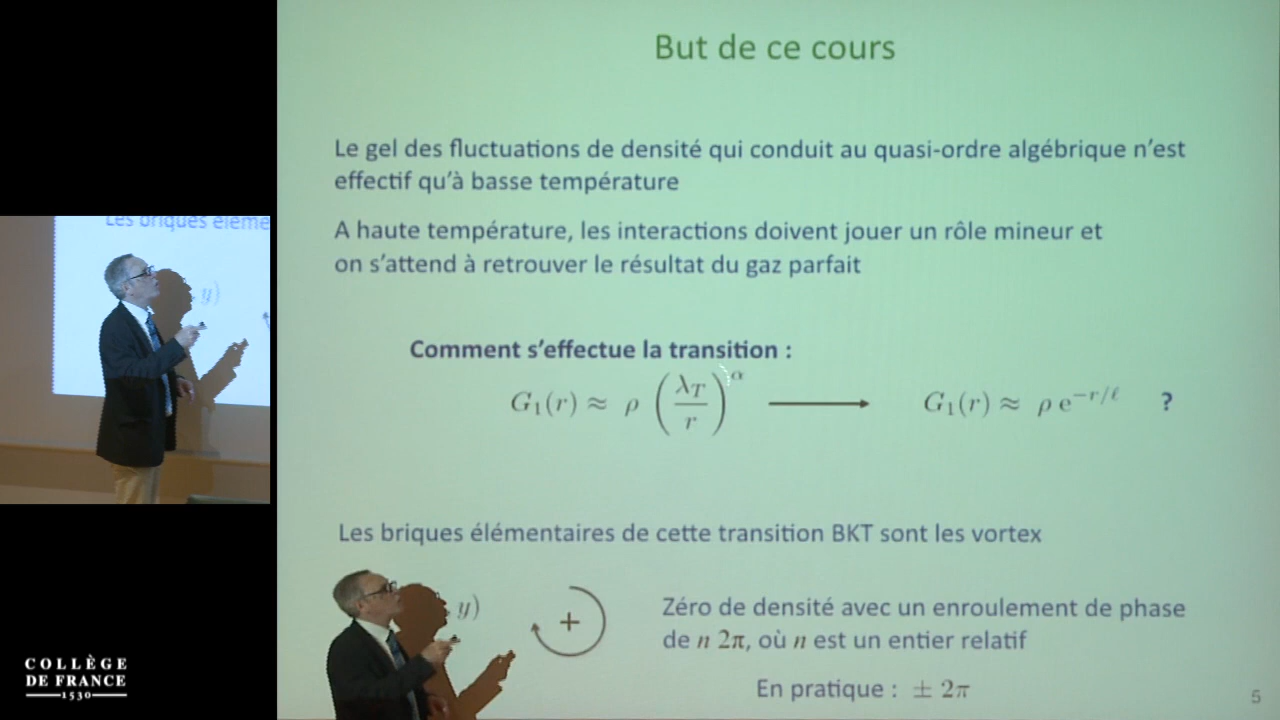 But de ce cours
Le gel des fluctuations de densité qui conduit au quasi-ordre algébrique n'est
effectif qu'à basse température
A haute température, les interactions doivent jouer un rôle mineur et
on s'attend à retrouver le résultat du gaz parfait
Comment s'effectue la transition :
G₁(r) ≈ ρ (λ_T / r)^α ⟶ G₁(r) ≈ ρ e^{-r/ℓ} ?
Les briques élémentaires de cette transition BKT sont les vortex
y)
+
Zéro de densité avec un enroulement de phase
de n 2π, où n est un entier relatif
En pratique : ± 2π
5
Les briques éléme
y)
COLLÈGE
DE FRANCE
1530